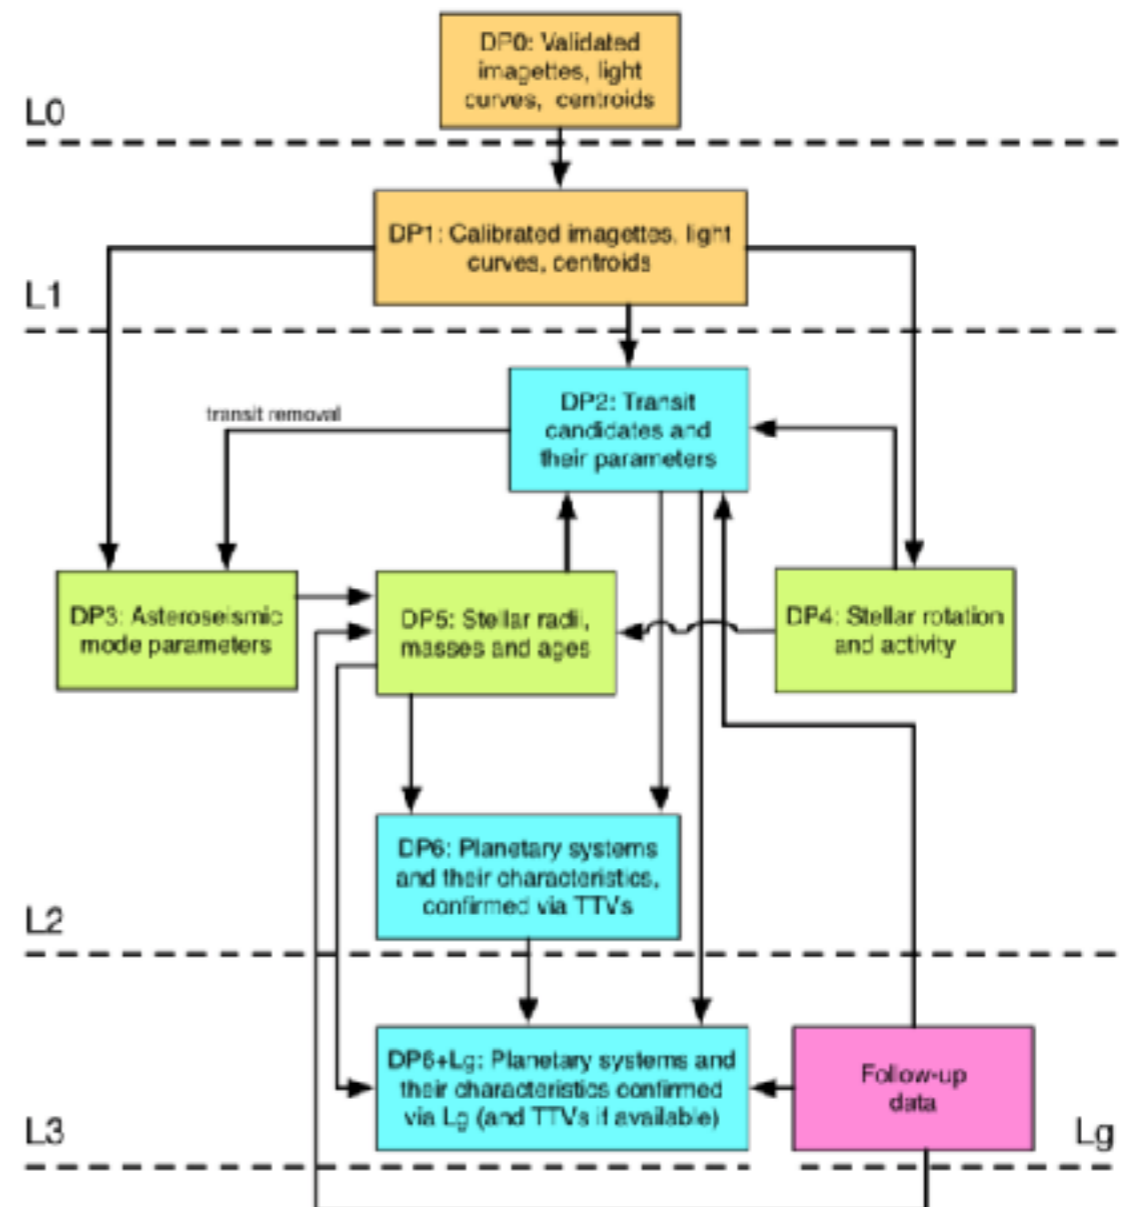 DP0: Validated
imagettes, light
curves, centroids
L0
DP1: Calibrated imagettes, light
curves, centroids
L1
DP2: Transit
candidates and
their parameters
transit removal
DP3: Asteroseismic
mode parameters
DP5: Stellar radii,
masses and ages
DP4: Stellar rotation
and activity
DP6: Planetary systems
and their characteristics,
confirmed via TTVs
L2
DP6+Lg: Planetary systems and
their characteristics confirmed
via Lg (and TTVs if available)
Follow-up
data
L3
Lg